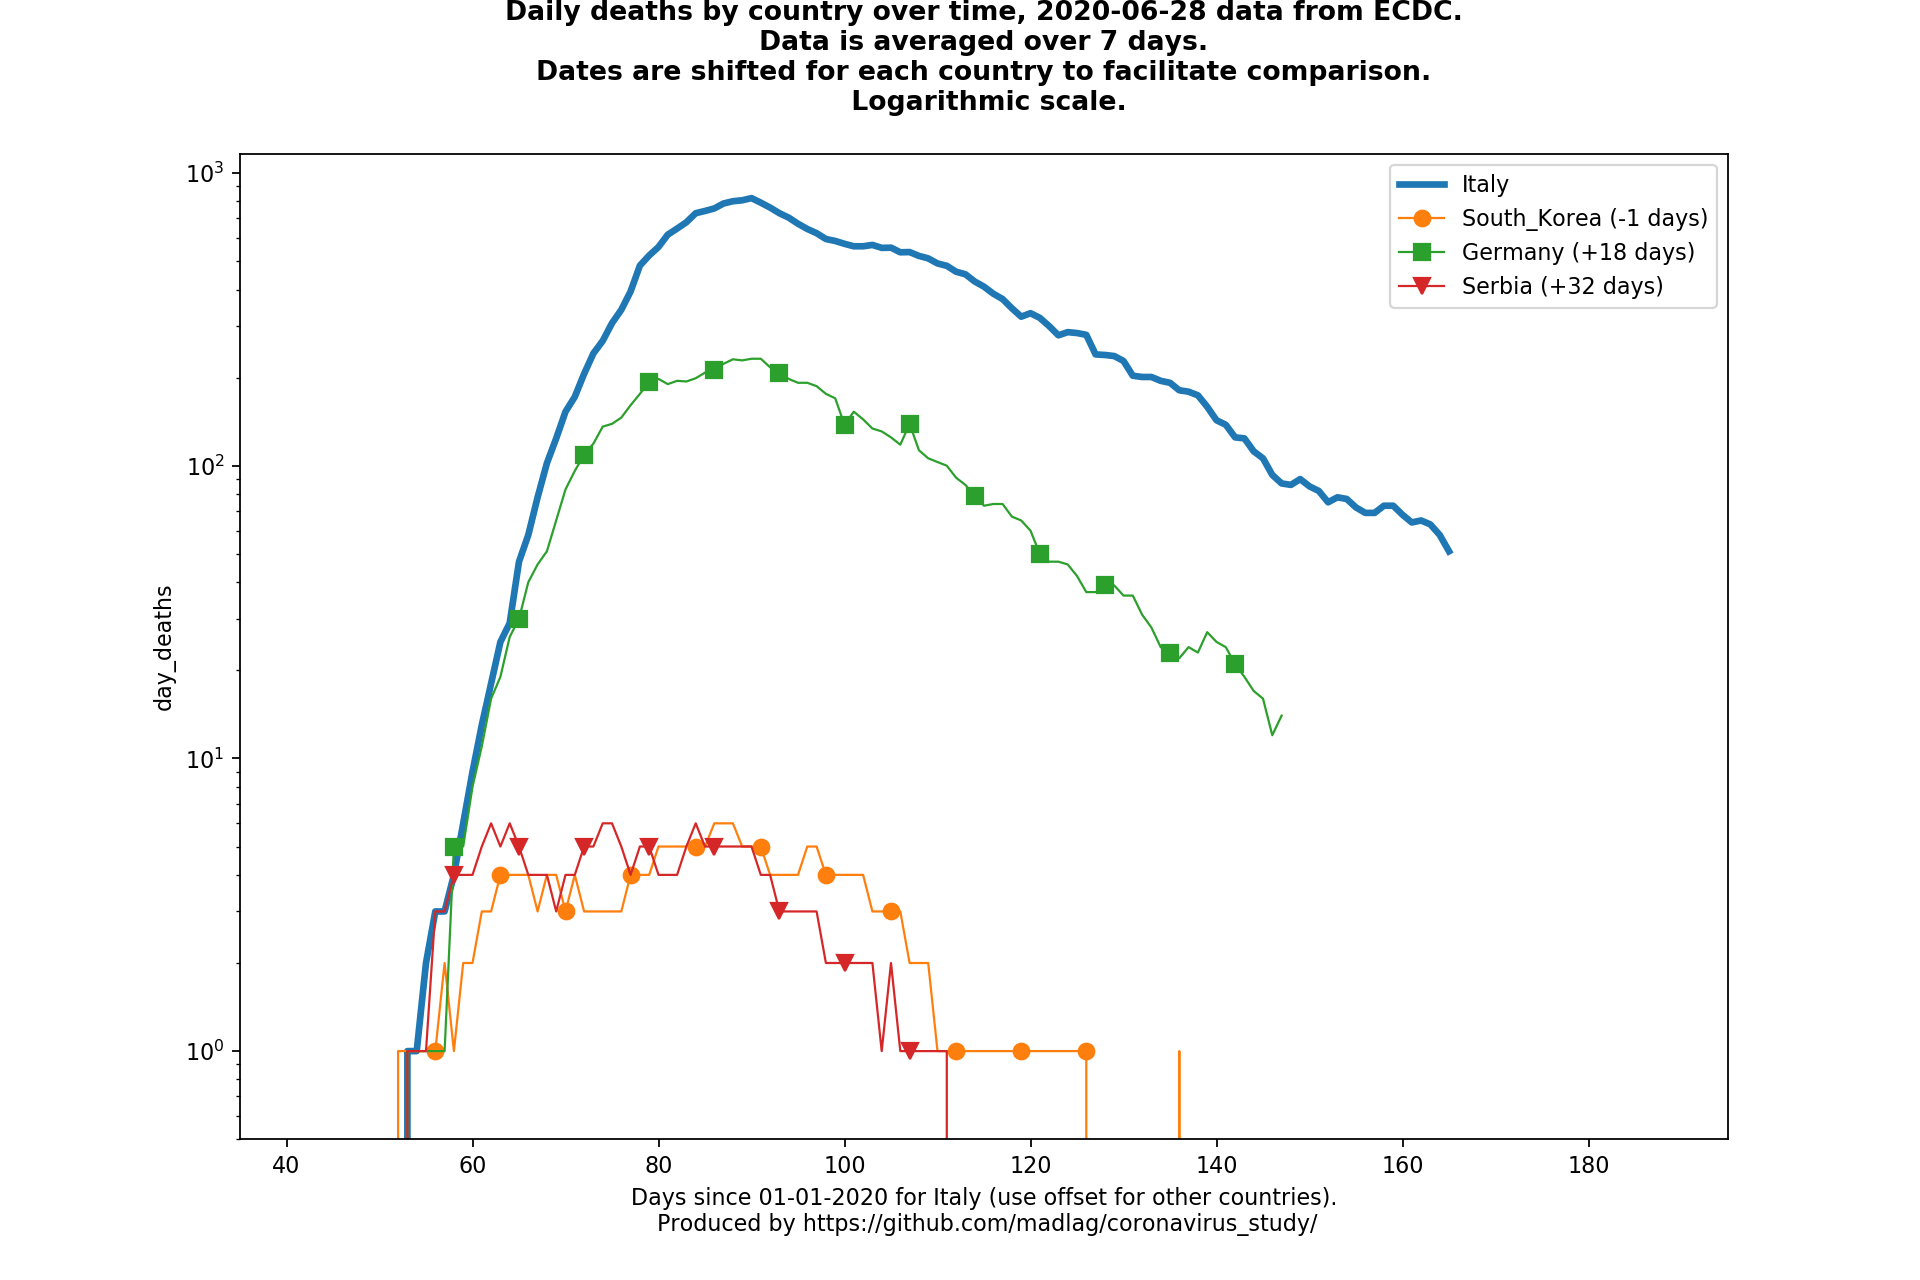 Daily deaths by country over time, 2020-06-28 data from ECDC.
Data is averaged over 7 days.
Dates are shifted for each country to facilitate comparison.
Logarithmic scale.
10³
10²
10¹
10⁰
day_deaths
Italy
South_Korea (-1 days)
Germany (+18 days)
Serbia (+32 days)
40 60 80 100 120 140 160 180
Days since 01-01-2020 for Italy (use offset for other countries).
Produced by https://github.com/madlag/coronavirus_study/